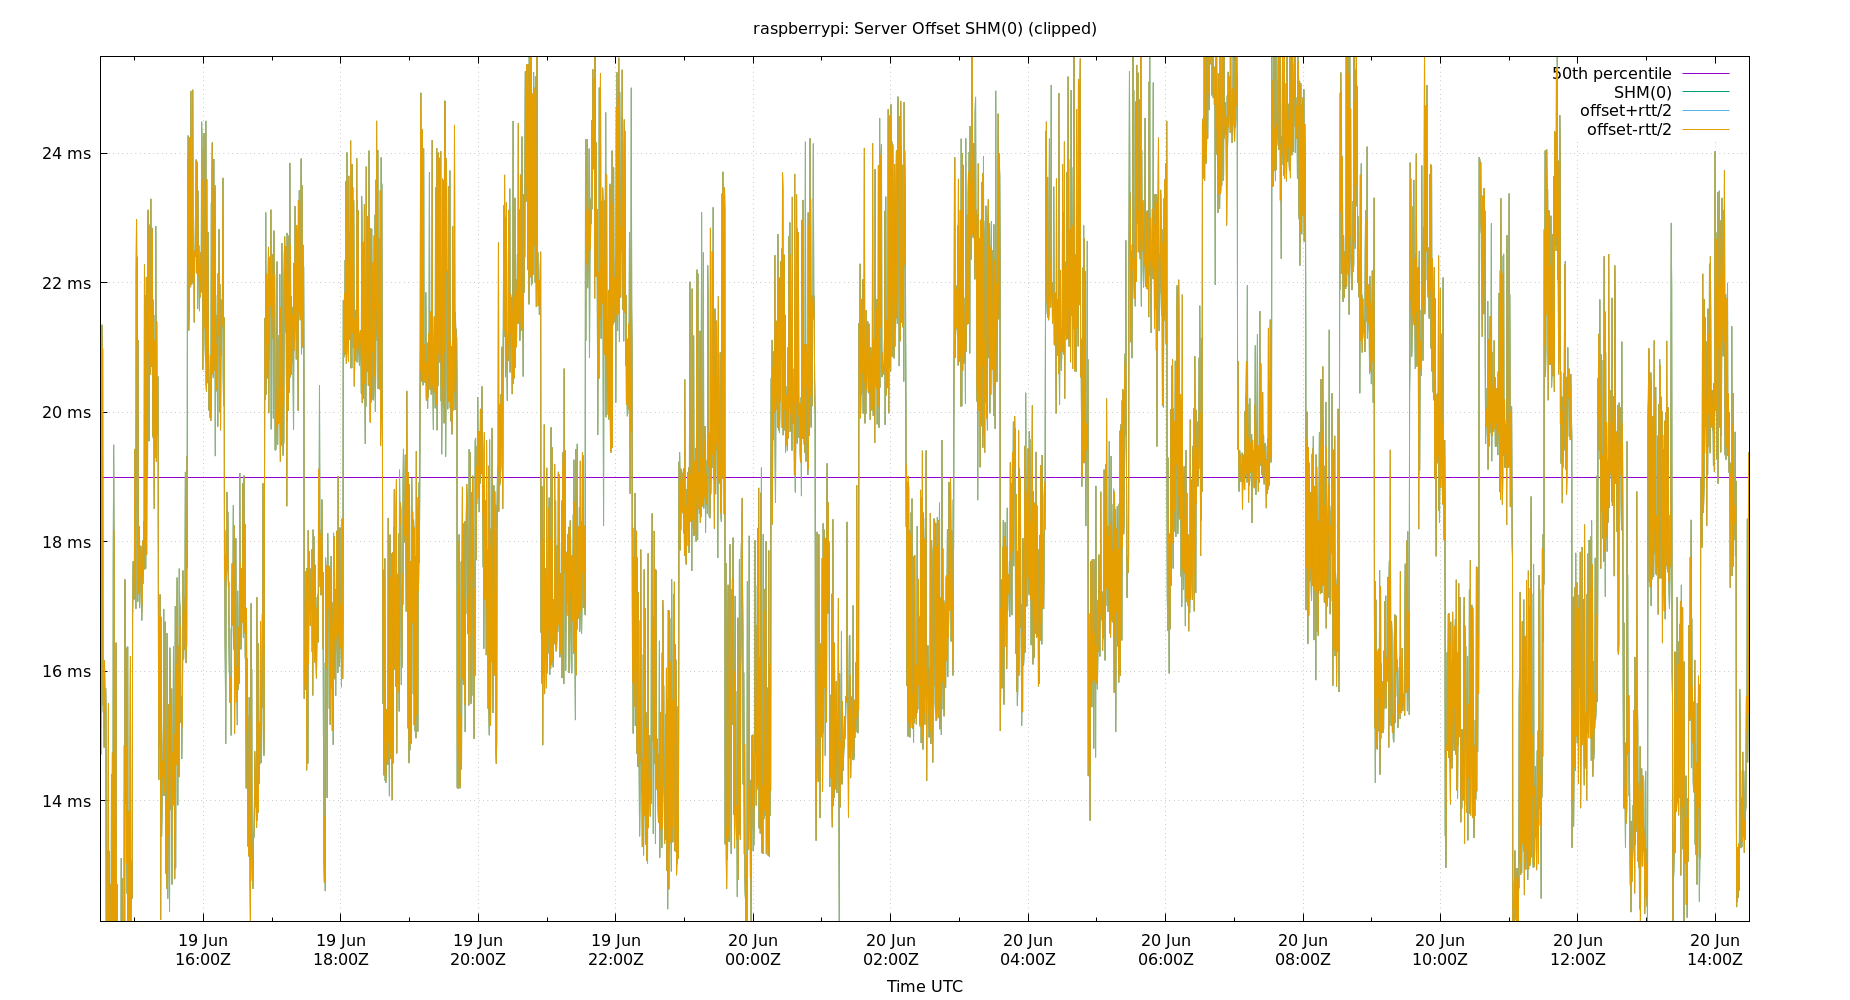 raspberrypi: Server Offset SHM(0) (clipped)
50th percentile
SHM(0)
offset+rtt/2
offset-rtt/2
24 ms
22 ms
20 ms
18 ms
16 ms
14 ms
19 Jun 19 Jun 19 Jun 19 Jun 20 Jun 20 Jun 20 Jun 20 Jun 20 Jun 20 Jun 20 Jun 20 Jun
16:00Z 18:00Z 20:00Z 22:00Z 00:00Z 02:00Z 04:00Z 06:00Z 08:00Z 10:00Z 12:00Z 14:00Z
Time UTC